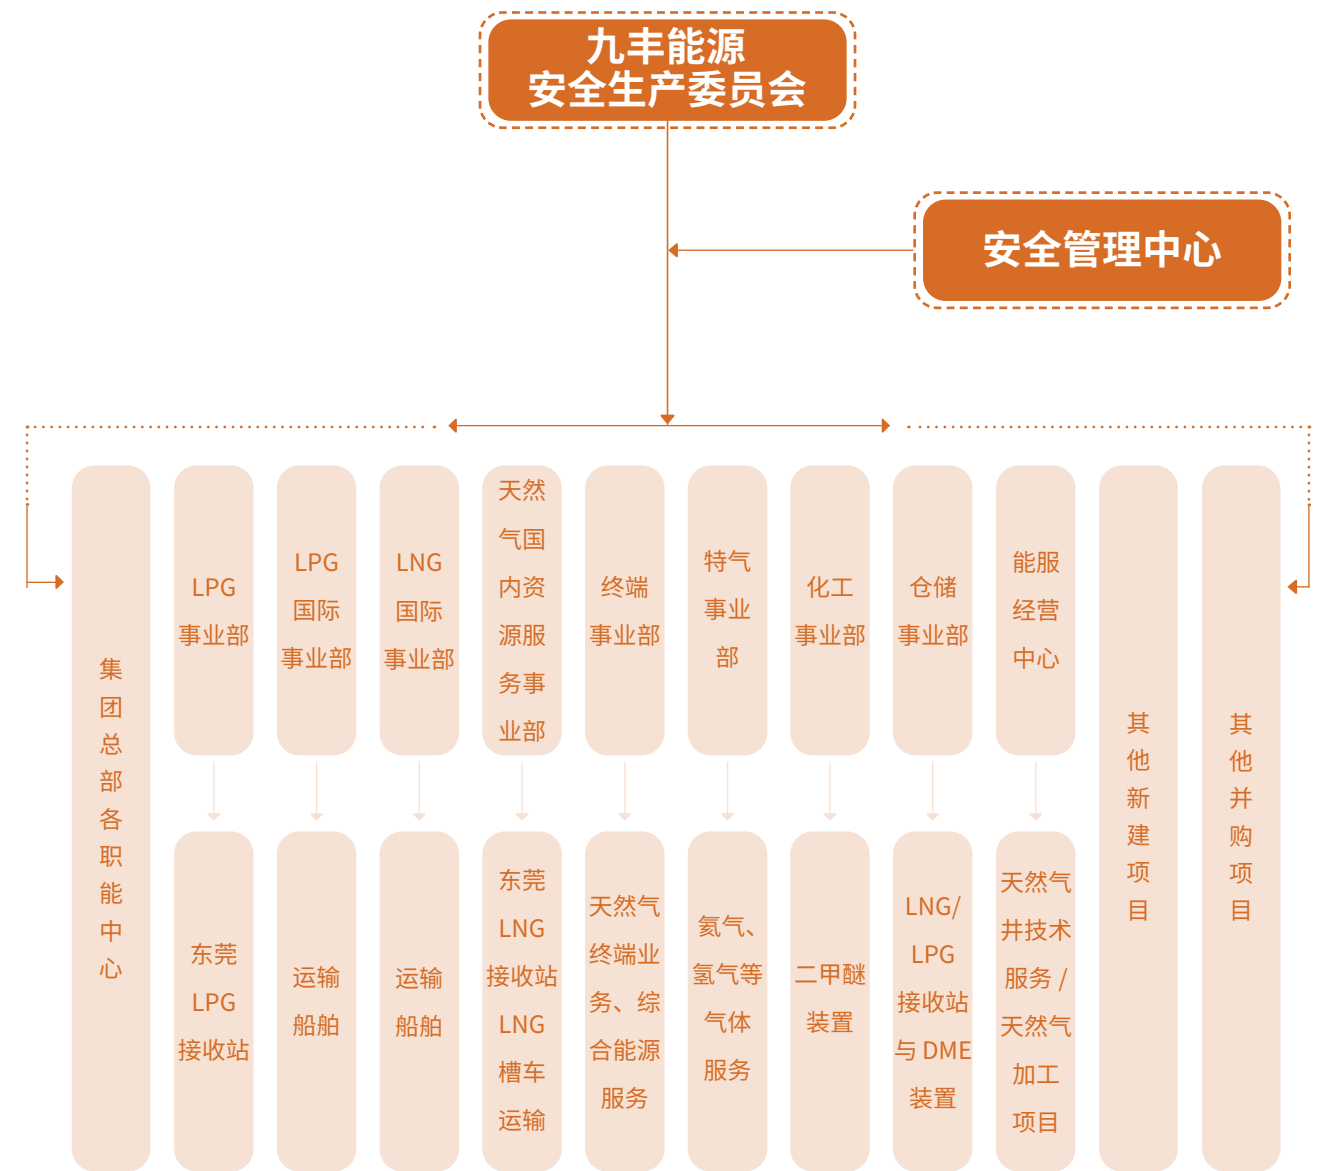 九丰能源
安全生产委员会
安全管理中心
集
团
总
部
各
职
能
中
心
LPG
事业部
LPG
国际
事业部
LNG
国际
事业部
天然
气国
内资
源服
务事
业部
终端
事业部
特气
事业
部
化工
事业部
仓储
事业部
能服
经营
中心
其
他
新
建
项
目
其
他
并
购
项
目
东莞
LPG
接收站
运输
船舶
运输
船舶
东莞
LNG
接收站
LNG
槽车
运输
天然气
终端业
务、综
合能源
服务
氦气、
氢气等
气体
服务
二甲醚
装置
LNG/
LPG
接收站
与 DME
装置
天然气
井技术
服务 /
天然气
加工
项目